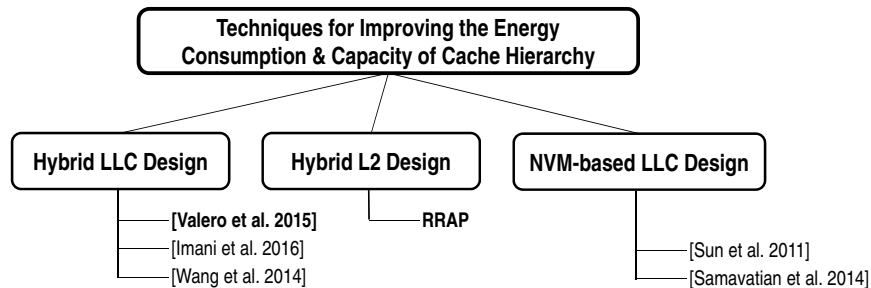 Techniques for Improving the Energy
Consumption & Capacity of Cache Hierarchy
Hybrid LLC Design
Hybrid L2 Design
NVM-based LLC Design
[Valero et al. 2015]
[Imani et al. 2016]
[Wang et al. 2014]
RRAP
[Sun et al. 2011]
[Samavatian et al. 2014]